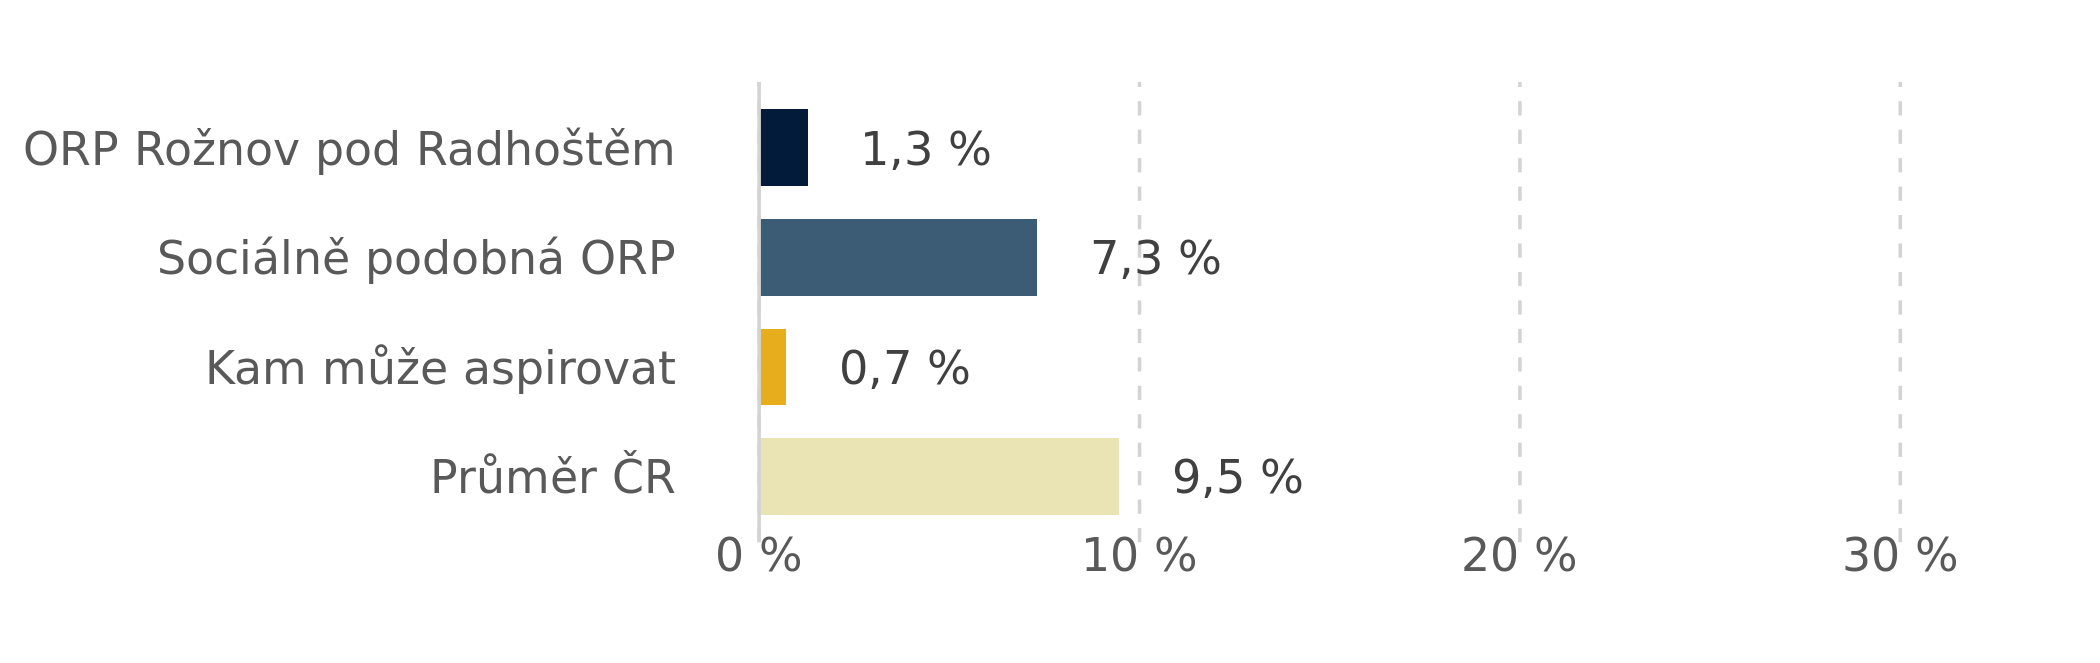 ORP Rožnov pod Radhoštěm 1,3 %
Sociálně podobná ORP 7,3 %
Kam může aspirovat 0,7 %
Průměr ČR 9,5 %
0 % 10 % 20 % 30 %